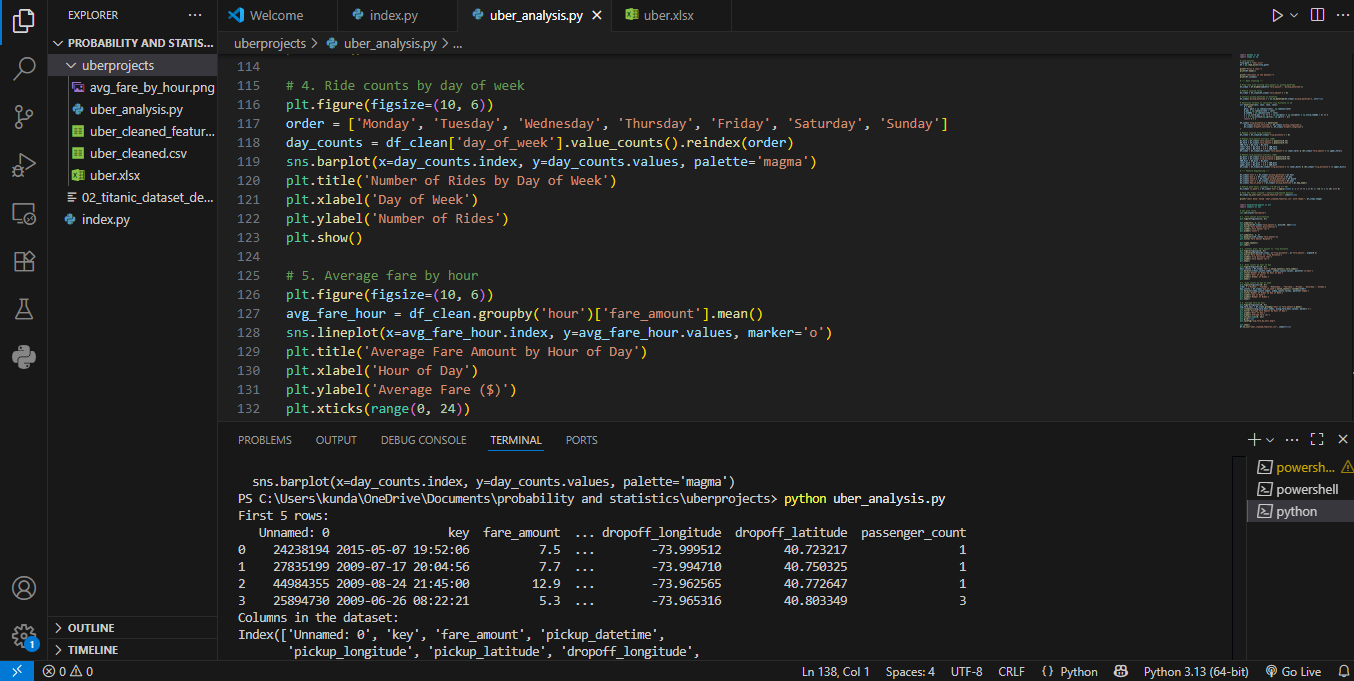 EXPLORER
Welcome
index.py
uber_analysis.py
uber.xlsx
PROBABILITY AND STATIS...
uberprojects
avg_fare_by_hour.png
uber_analysis.py
uber_cleaned_featur...
uber_cleaned.csv
uber.xlsx
02_titanic_dataset_de...
index.py
OUTLINE
TIMELINE
uberprojects > uber_analysis.py > ...
114
115 # 4. Ride counts by day of week
116 plt.figure(figsize=(10, 6))
117 order = ['Monday', 'Tuesday', 'Wednesday', 'Thursday', 'Friday', 'Saturday', 'Sunday']
118 day_counts = df_clean['day_of_week'].value_counts().reindex(order)
119 sns.barplot(x=day_counts.index, y=day_counts.values, palette='magma')
120 plt.title('Number of Rides by Day of Week')
121 plt.xlabel('Day of Week')
122 plt.ylabel('Number of Rides')
123 plt.show()
124
125 # 5. Average fare by hour
126 plt.figure(figsize=(10, 6))
127 avg_fare_hour = df_clean.groupby('hour')['fare_amount'].mean()
128 sns.lineplot(x=avg_fare_hour.index, y=avg_fare_hour.values, marker='o')
129 plt.title('Average Fare Amount by Hour of Day')
130 plt.xlabel('Hour of Day')
131 plt.ylabel('Average Fare ($)')
132 plt.xticks(range(0, 24))
PROBLEMS OUTPUT DEBUG CONSOLE TERMINAL PORTS
sns.barplot(x=day_counts.index, y=day_counts.values, palette='magma')
PS C:\Users\kunda\OneDrive\Documents\probability and statistics\uberprojects> python uber_analysis.py
First 5 rows:
Unnamed: 0 key fare_amount ... dropoff_longitude dropoff_latitude passenger_count
0 24238194 2015-05-07 19:52:06 7.5 ... -73.999512 40.723217 1
1 27835199 2009-07-17 20:04:56 7.7 ... -73.994710 40.750325 1
2 44984355 2009-08-24 21:45:00 12.9 ... -73.962565 40.772647 1
3 25894730 2009-06-26 08:22:21 5.3 ... -73.965316 40.803349 3
Columns in the dataset:
Index(['Unnamed: 0', 'key', 'fare_amount', 'pickup_datetime',
'pickup_longitude', 'pickup_latitude', 'dropoff_longitude',
powersh...
powershell
python
1
0 0
Ln 138, Col 1 Spaces: 4 UTF-8 CRLF {} Python Python 3.13 (64-bit) Go Live